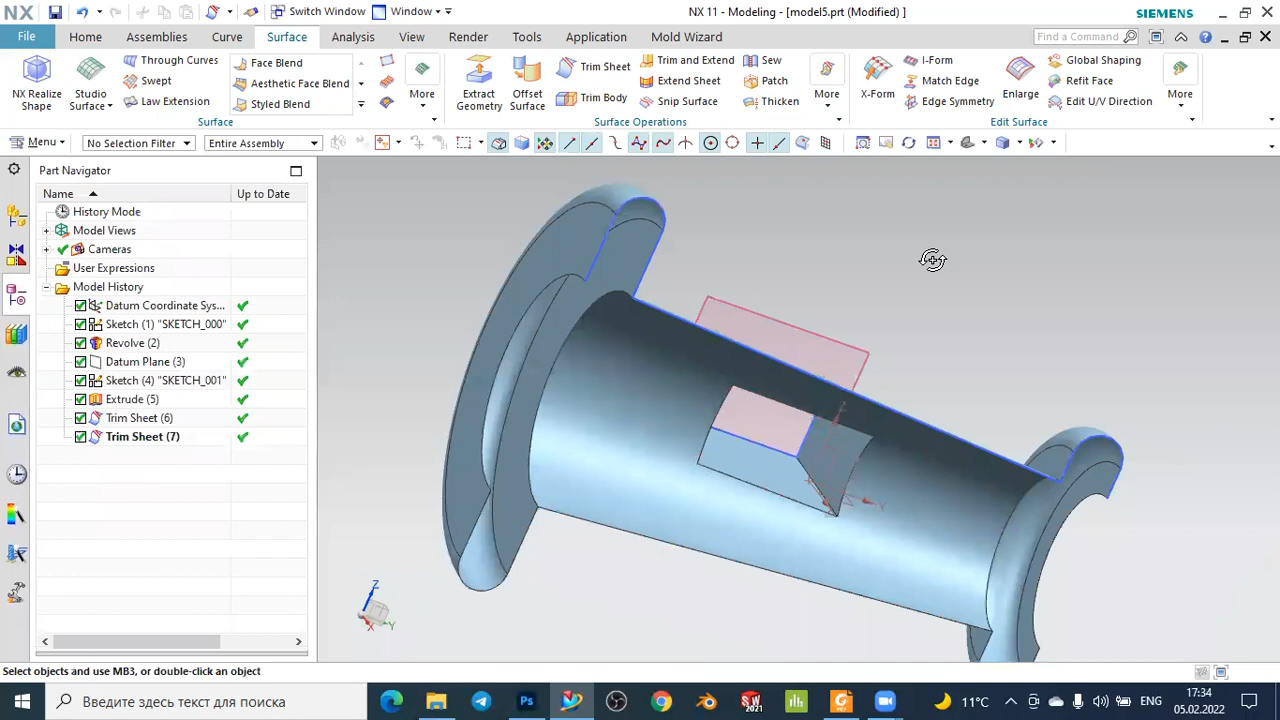 NX
Switch Window
Window
NX 11 - Modeling - [model5.prt (Modified) ]
SIEMENS
File
Home
Assemblies
Curve
Surface
Analysis
View
Render
Tools
Application
Mold Wizard
Find a Command
NX Realize Shape
Studio Surface
Through Curves
Swept
Law Extension
Face Blend
Aesthetic Face Blend
Styled Blend
More
Surface
Extract Geometry
Offset Surface
Trim Sheet
Trim Body
Trim and Extend
Extend Sheet
Snip Surface
Sew
Patch
Thicken
More
Surface Operations
X-Form
I-Form
Match Edge
Edge Symmetry
Enlarge
Global Shaping
Refit Face
Edit U/V Direction
More
Edit Surface
Menu
No Selection Filter
Entire Assembly
Part Navigator
Name
Up to Date
History Mode
Model Views
Cameras
User Expressions
Model History
Datum Coordinate Sys...
Sketch (1) "SKETCH_000"
Revolve (2)
Datum Plane (3)
Sketch (4) "SKETCH_001"
Extrude (5)
Trim Sheet (6)
Trim Sheet (7)
Z
X
Y
Y
Select objects and use MB3, or double-click an object
Введите здесь текст для поиска
Ps
SW
2021
11°C
ENG
17:34
05.02.2022